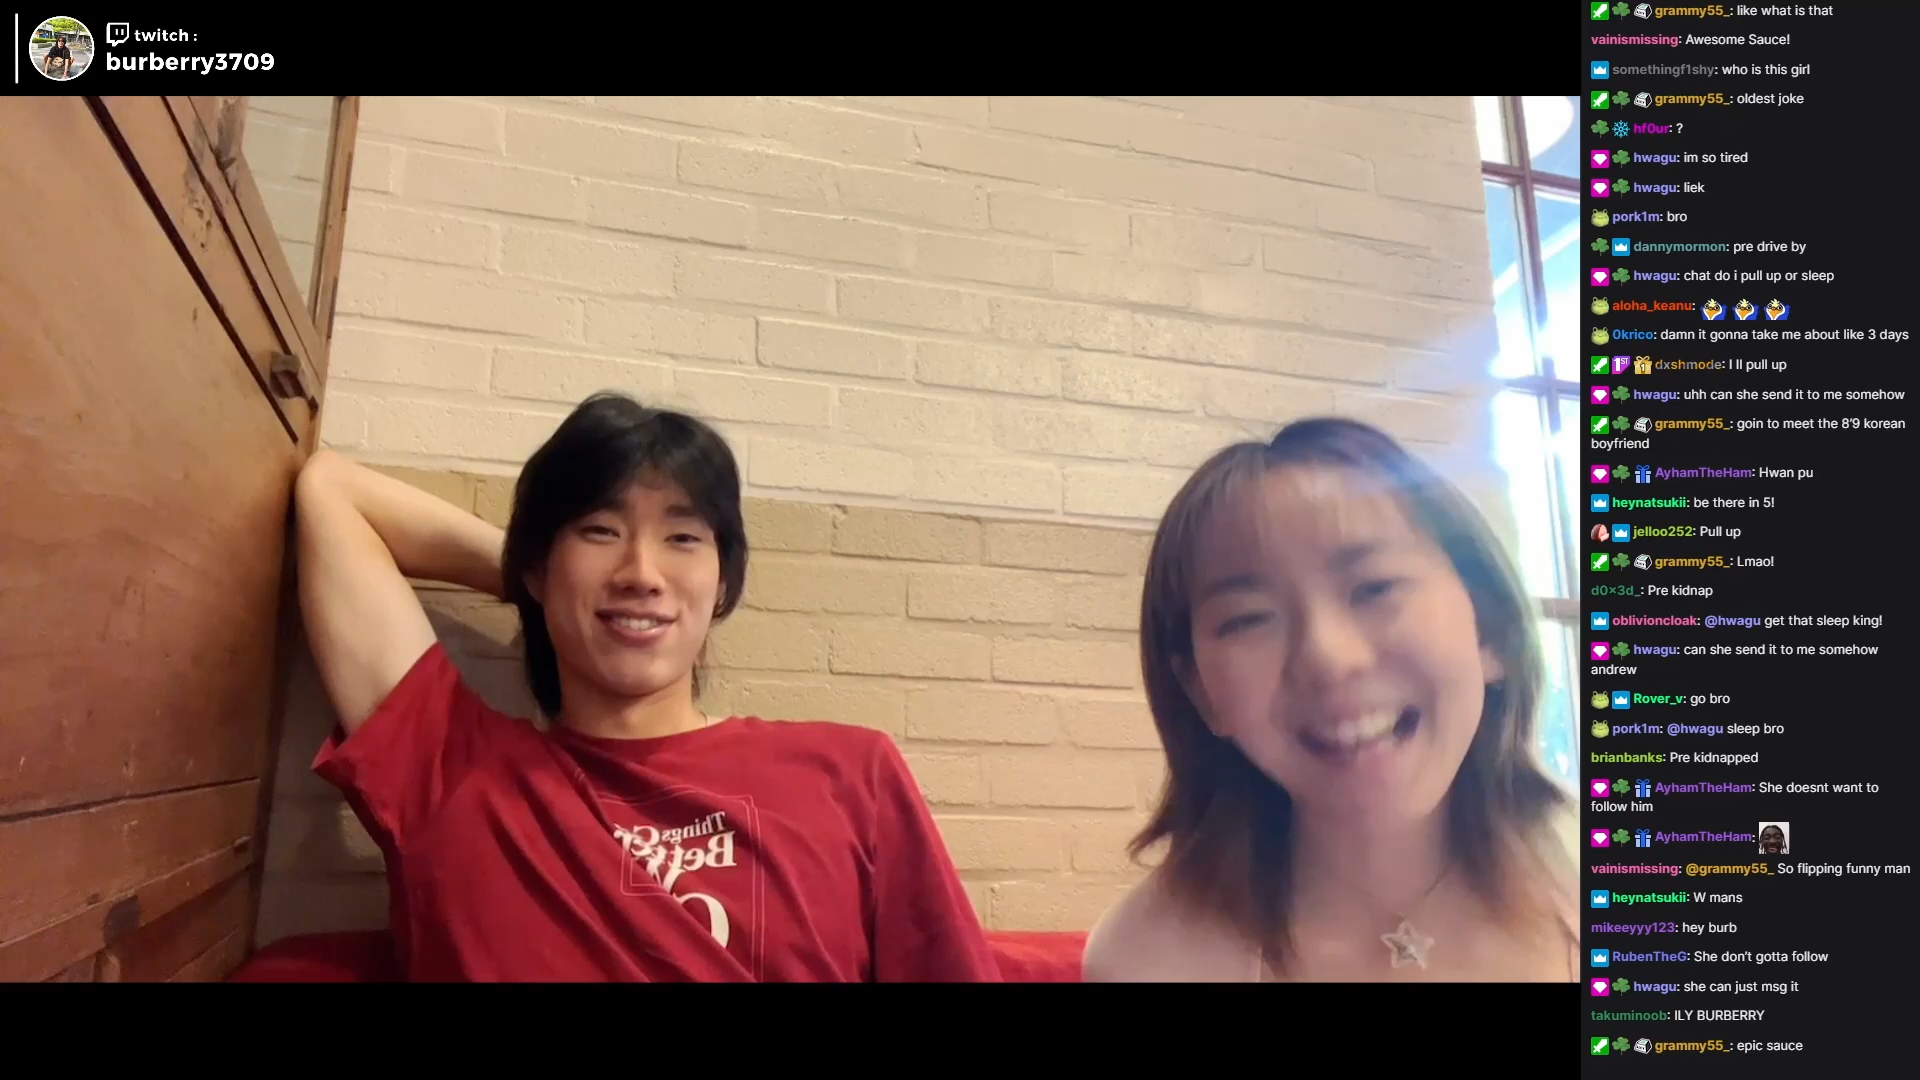 twitch :
burberry3709
grammy55_: like what is that
vainismissing: Awesome Sauce!
somethingf1shy: who is this girl
grammy55_: oldest joke
hf0ur: ?
hwagu: im so tired
hwagu: liek
pork1m: bro
dannymormon: pre drive by
hwagu: chat do i pull up or sleep
aloha_keanu:
0krico: damn it gonna take me about like 3 days
1ST
dxshmode: I ll pull up
hwagu: uhh can she send it to me somehow
grammy55_: goin to meet the 8'9 korean
boyfriend
AyhamTheHam: Hwan pu
heynatsukii: be there in 5!
jelloo252: Pull up
grammy55_: Lmao!
d0x3d_: Pre kidnap
oblivioncloak: @hwagu get that sleep king!
hwagu: can she send it to me somehow
andrew
Rover_v: go bro
pork1m: @hwagu sleep bro
brianbanks: Pre kidnapped
AyhamTheHam: She doesnt want to
follow him
AyhamTheHam:
vainismissing: @grammy55_ So flipping funny man
heynatsukii: W mans
mikeeyyy123: hey burb
RubenTheG: She don't gotta follow
hwagu: she can just msg it
takuminoob: ILY BURBERRY
grammy55_: epic sauce
Things